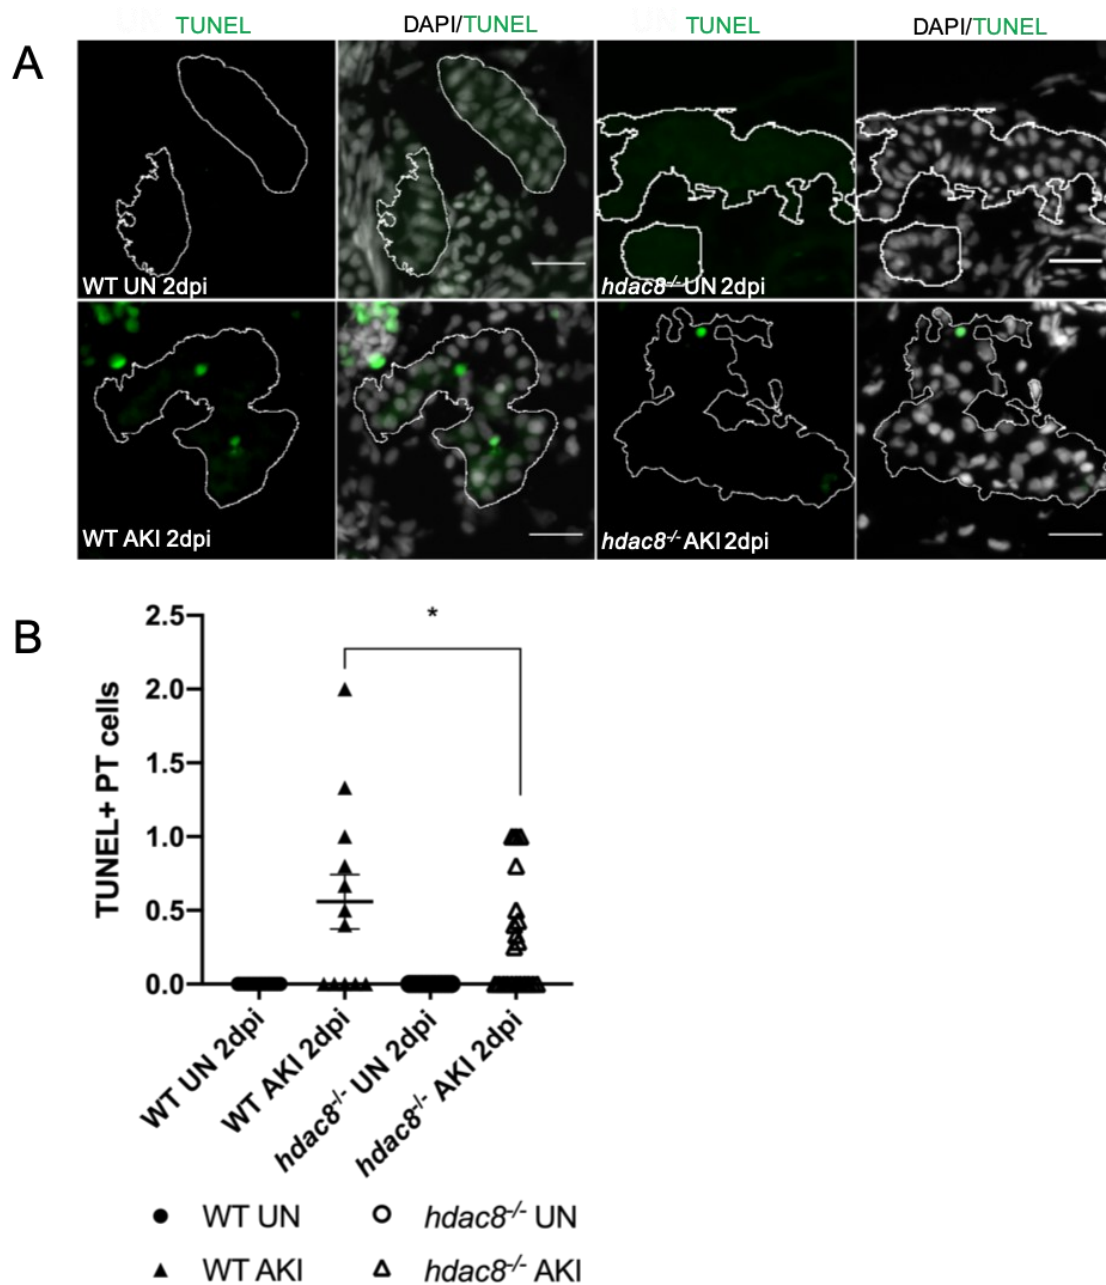 UN TUNEL DAPI/TUNEL UN TUNEL DAPI/TUNEL
A
WT UN 2dpi hdac8-/- UN 2dpi
WT AKI 2dpi hdac8-/- AKI 2dpi
B
*
TUNEL+ PT cells
2.5
2.0
1.5
1.0
0.5
0.0
WT UN 2dpi
WT AKI 2dpi
hdac8-/- UN 2dpi
hdac8-/- AKI 2dpi
WT UN hdac8-/- UN
WT AKI hdac8-/- AKI